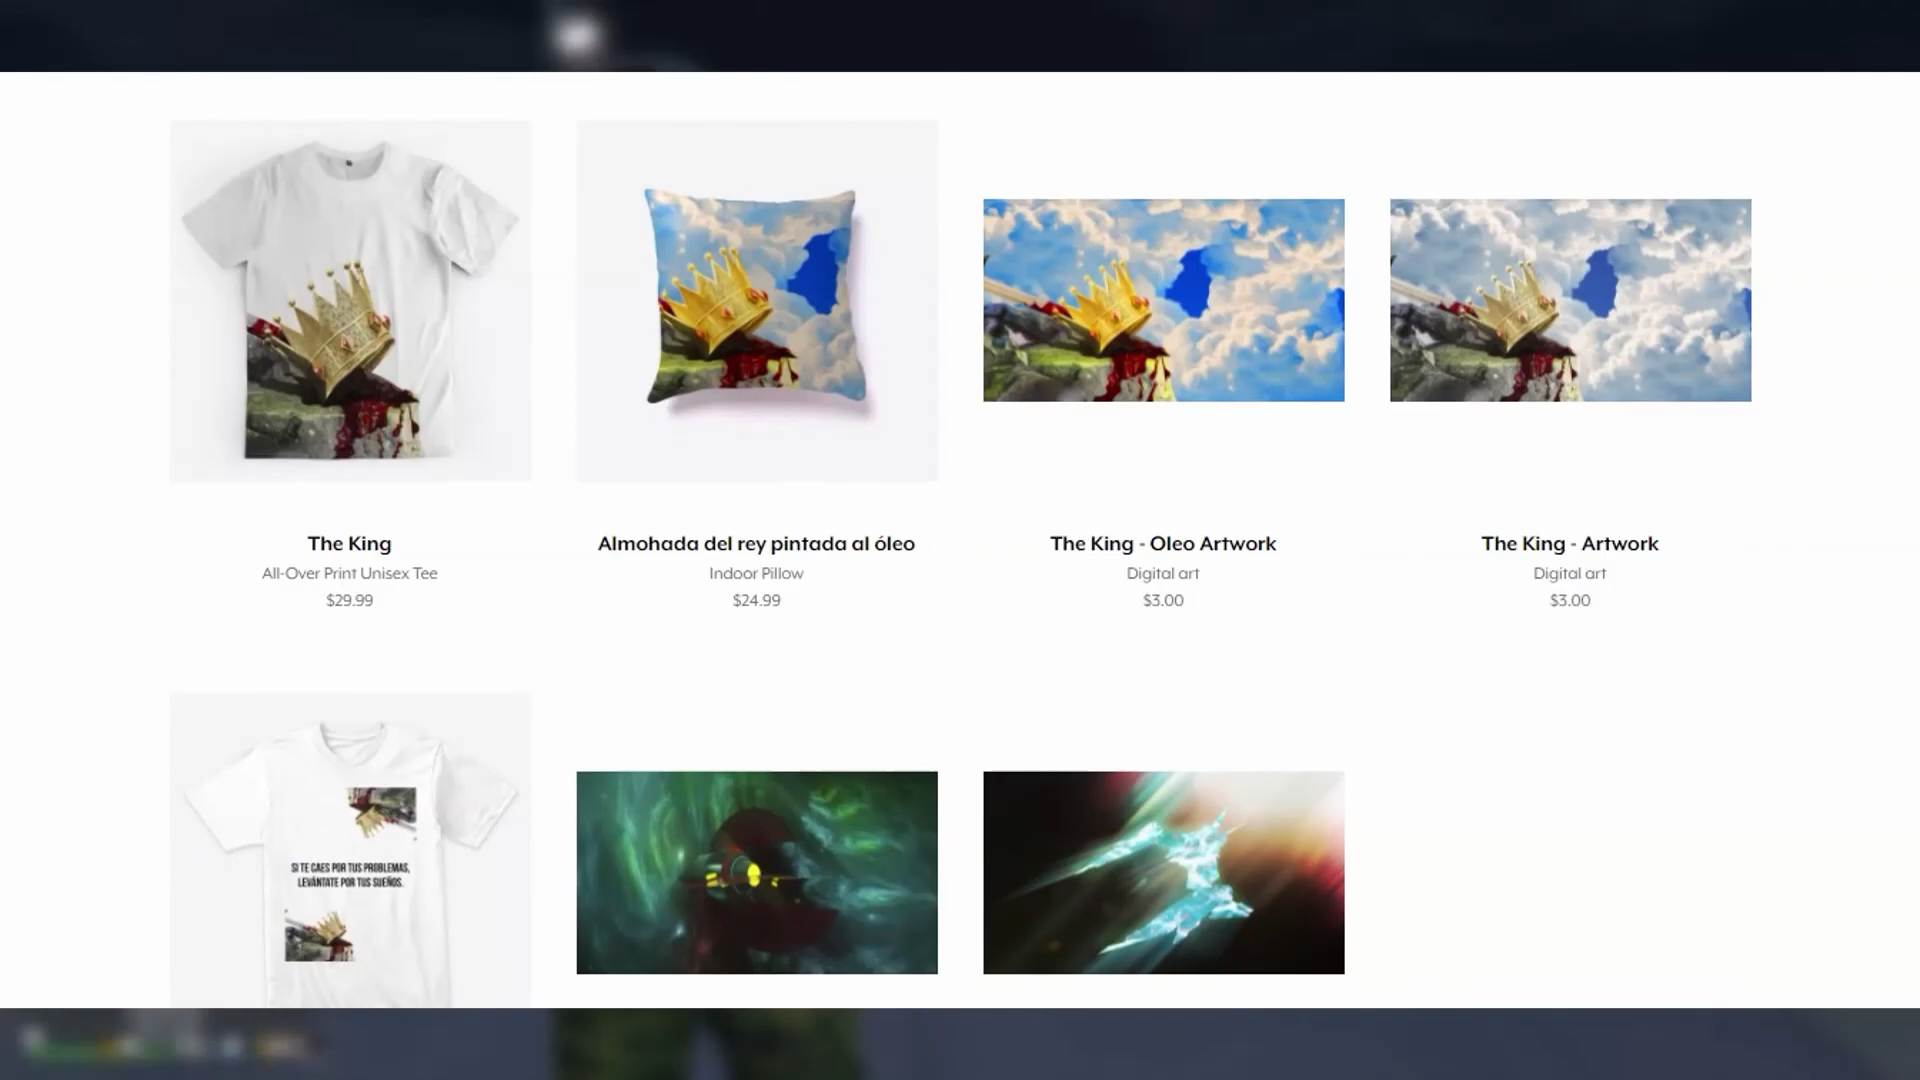 The King
All-Over Print Unisex Tee
$29.99
Almohada del rey pintada al óleo
Indoor Pillow
$24.99
The King - Oleo Artwork
Digital art
$3.00
The King - Artwork
Digital art
$3.00
SI TE CAES POR TUS PROBLEMAS,
LEVÁNTATE POR TUS SUEÑOS.